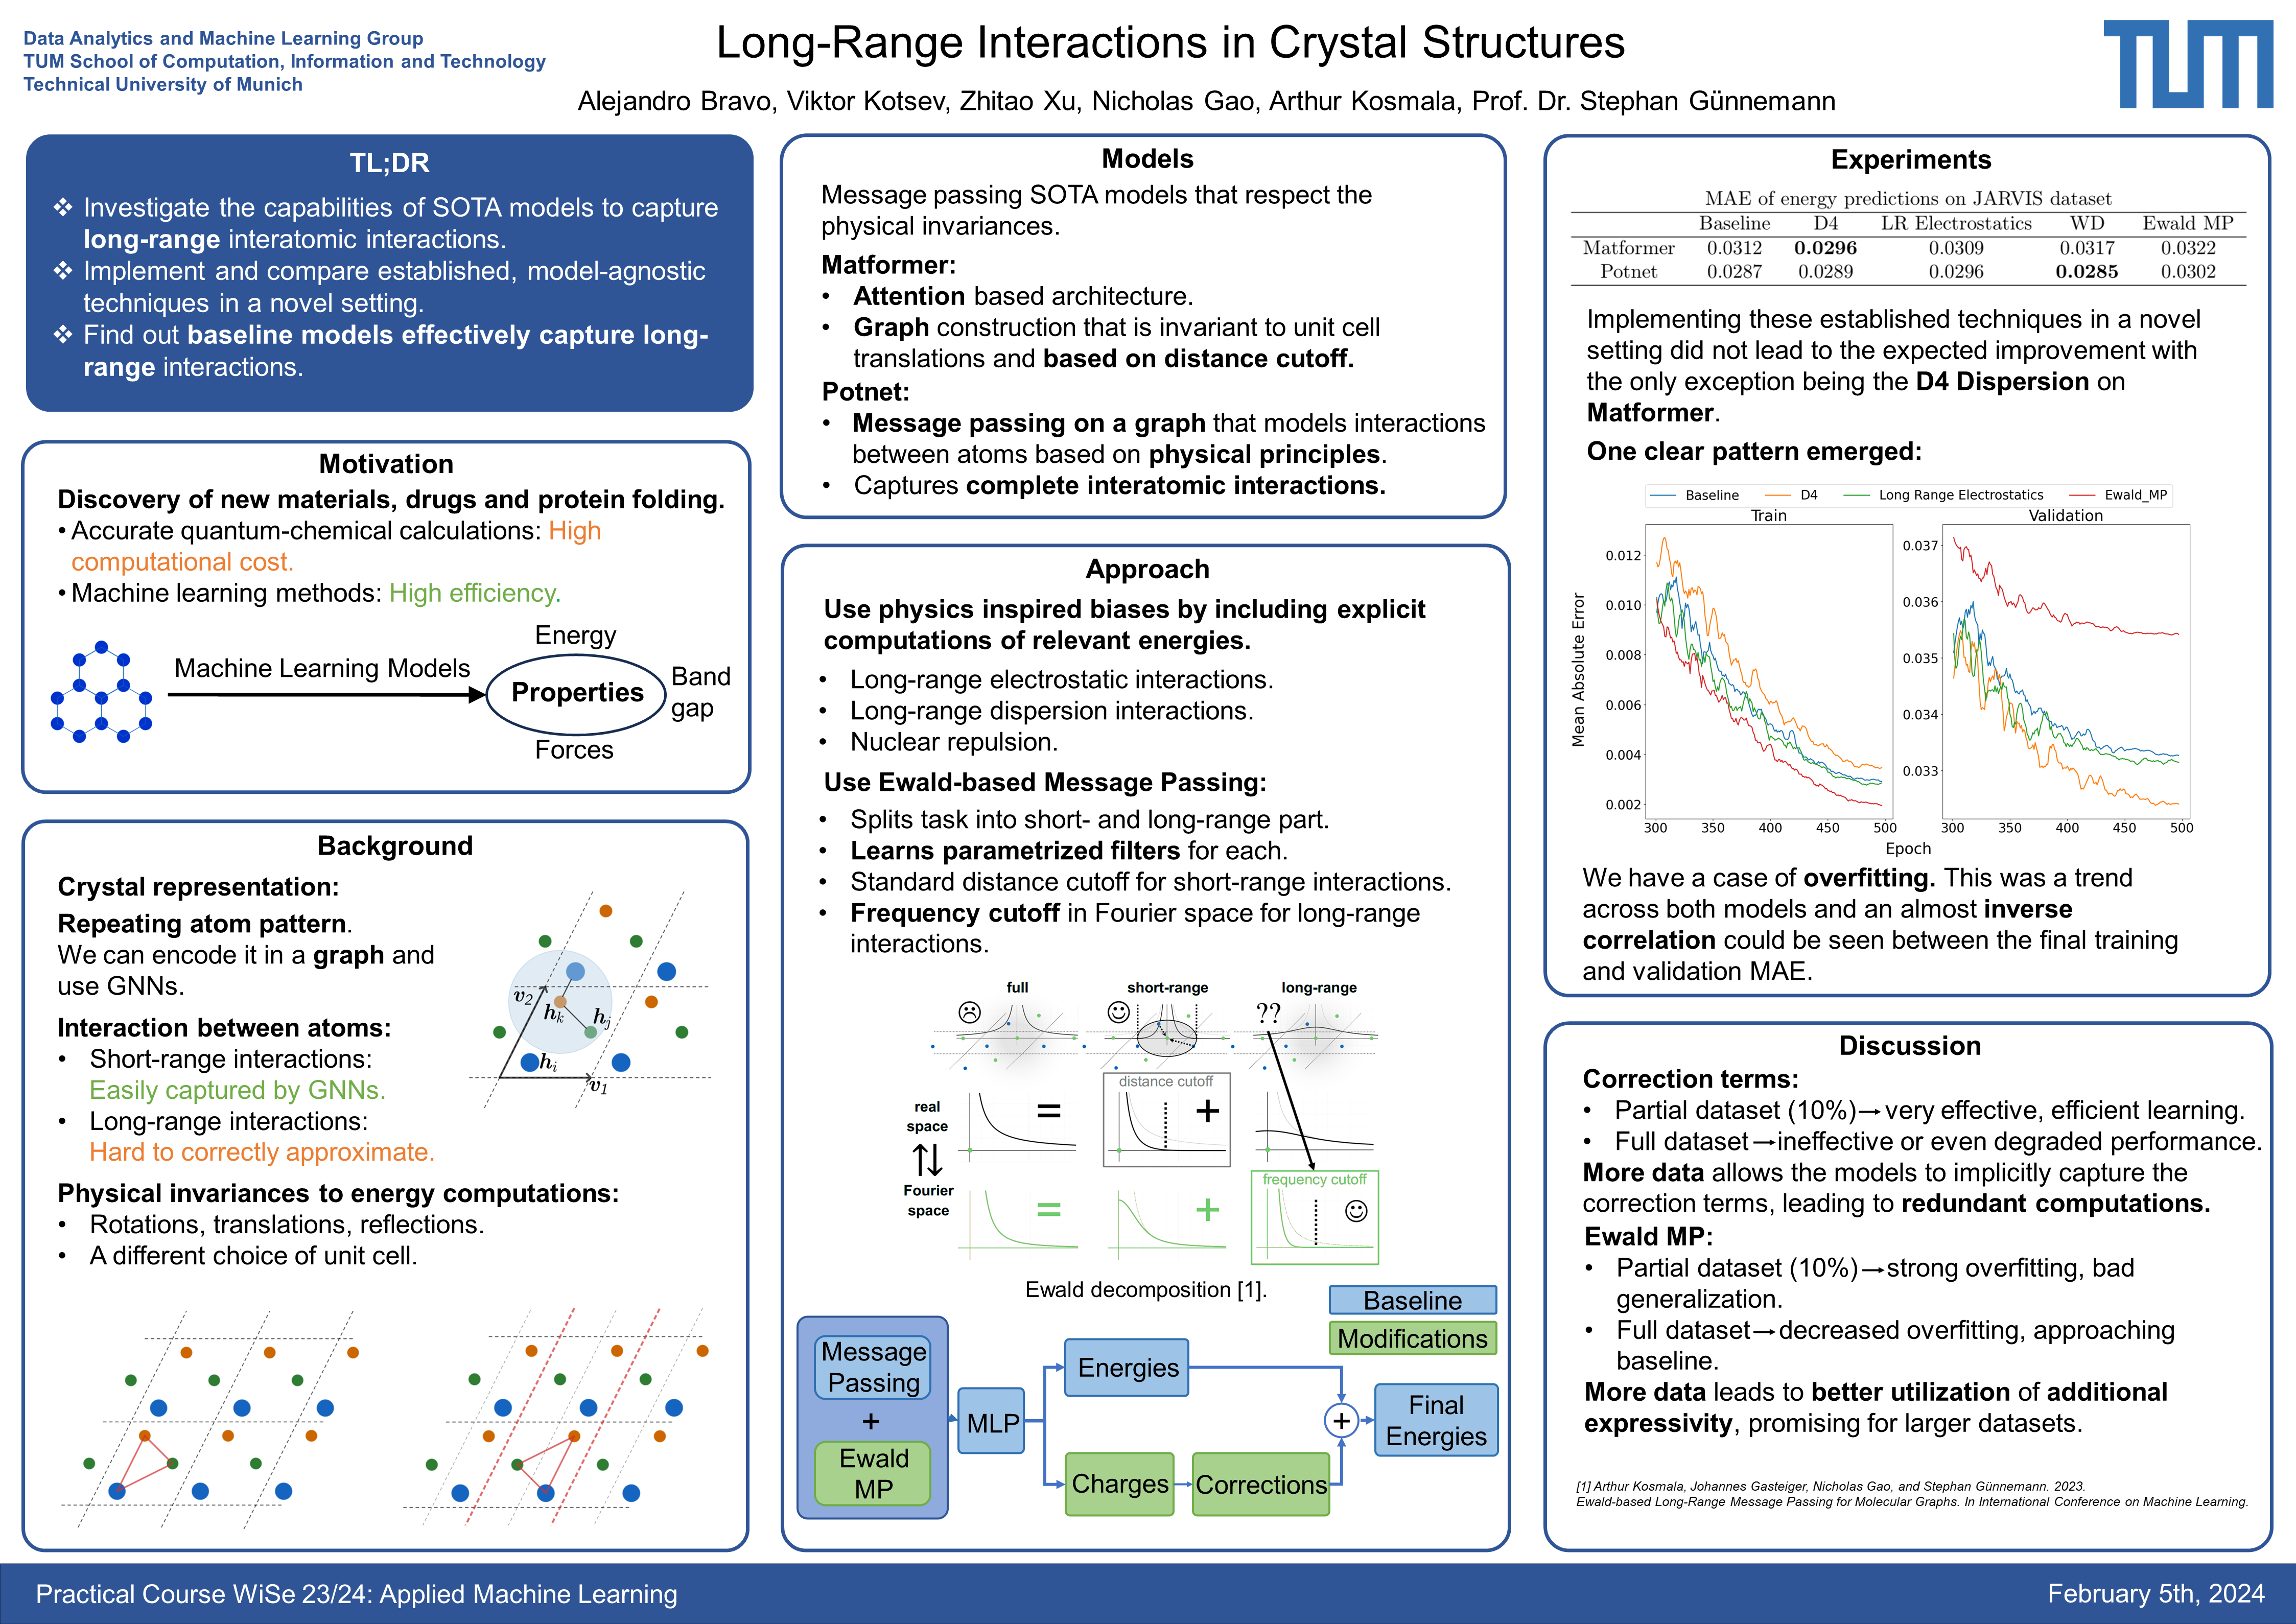 Data Analytics and Machine Learning Group
TUM School of Computation, Information and Technology
Technical University of Munich
Long-Range Interactions in Crystal Structures
Alejandro Bravo, Viktor Kotsev, Zhitao Xu, Nicholas Gao, Arthur Kosmala, Prof. Dr. Stephan Günnemann
TUM
TL;DR
❖ Investigate the capabilities of SOTA models to capture
long-range interatomic interactions.
❖ Implement and compare established, model-agnostic
techniques in a novel setting.
❖ Find out baseline models effectively capture long-
range interactions.
Motivation
Discovery of new materials, drugs and protein folding.
• Accurate quantum-chemical calculations: High
computational cost.
• Machine learning methods: High efficiency.
Machine Learning Models
Energy
Properties
Band
gap
Forces
Background
Crystal representation:
Repeating atom pattern.
We can encode it in a graph and
use GNNs.
Interaction between atoms:
• Short-range interactions:
Easily captured by GNNs.
• Long-range interactions:
Hard to correctly approximate.
v2
hk
hj
hi
v1
Physical invariances to energy computations:
• Rotations, translations, reflections.
• A different choice of unit cell.
Models
Message passing SOTA models that respect the
physical invariances.
Matformer:
• Attention based architecture.
• Graph construction that is invariant to unit cell
translations and based on distance cutoff.
Potnet:
• Message passing on a graph that models interactions
between atoms based on physical principles.
• Captures complete interatomic interactions.
Approach
Use physics inspired biases by including explicit
computations of relevant energies.
• Long-range electrostatic interactions.
• Long-range dispersion interactions.
• Nuclear repulsion.
Use Ewald-based Message Passing:
• Splits task into short- and long-range part.
• Learns parametrized filters for each.
• Standard distance cutoff for short-range interactions.
• Frequency cutoff in Fourier space for long-range
interactions.
full short-range long-range
??
distance cutoff
real
space
= +
frequency cutoff
Fourier
space
= +
Ewald decomposition [1].
Baseline
Modifications
Message
Passing
+
Ewald
MP
MLP
Energies
Charges
Corrections
+
Final
Energies
Experiments
MAE of energy predictions on JARVIS dataset
Baseline D4 LR Electrostatics WD Ewald MP
Matformer 0.0312 0.0296 0.0309 0.0317 0.0322
Potnet 0.0287 0.0289 0.0296 0.0285 0.0302
Implementing these established techniques in a novel
setting did not lead to the expected improvement with
the only exception being the D4 Dispersion on
Matformer.
One clear pattern emerged:
Baseline D4 Long Range Electrostatics Ewald_MP
Train
Validation
Mean Absolute Error
0.012
0.010
0.008
0.006
0.004
0.002
300 350 400 450 500
0.037
0.036
0.035
0.034
0.033
300 350 400 450 500
Epoch
We have a case of overfitting. This was a trend
across both models and an almost inverse
correlation could be seen between the final training
and validation MAE.
Discussion
Correction terms:
• Partial dataset (10%)→very effective, efficient learning.
• Full dataset→ineffective or even degraded performance.
More data allows the models to implicitly capture the
correction terms, leading to redundant computations.
Ewald MP:
• Partial dataset (10%)→strong overfitting, bad
generalization.
• Full dataset→decreased overfitting, approaching
baseline.
More data leads to better utilization of additional
expressivity, promising for larger datasets.
[1] Arthur Kosmala, Johannes Gasteiger, Nicholas Gao, and Stephan Günnemann. 2023.
Ewald-based Long-Range Message Passing for Molecular Graphs. In International Conference on Machine Learning.
Practical Course WiSe 23/24: Applied Machine Learning
February 5th, 2024